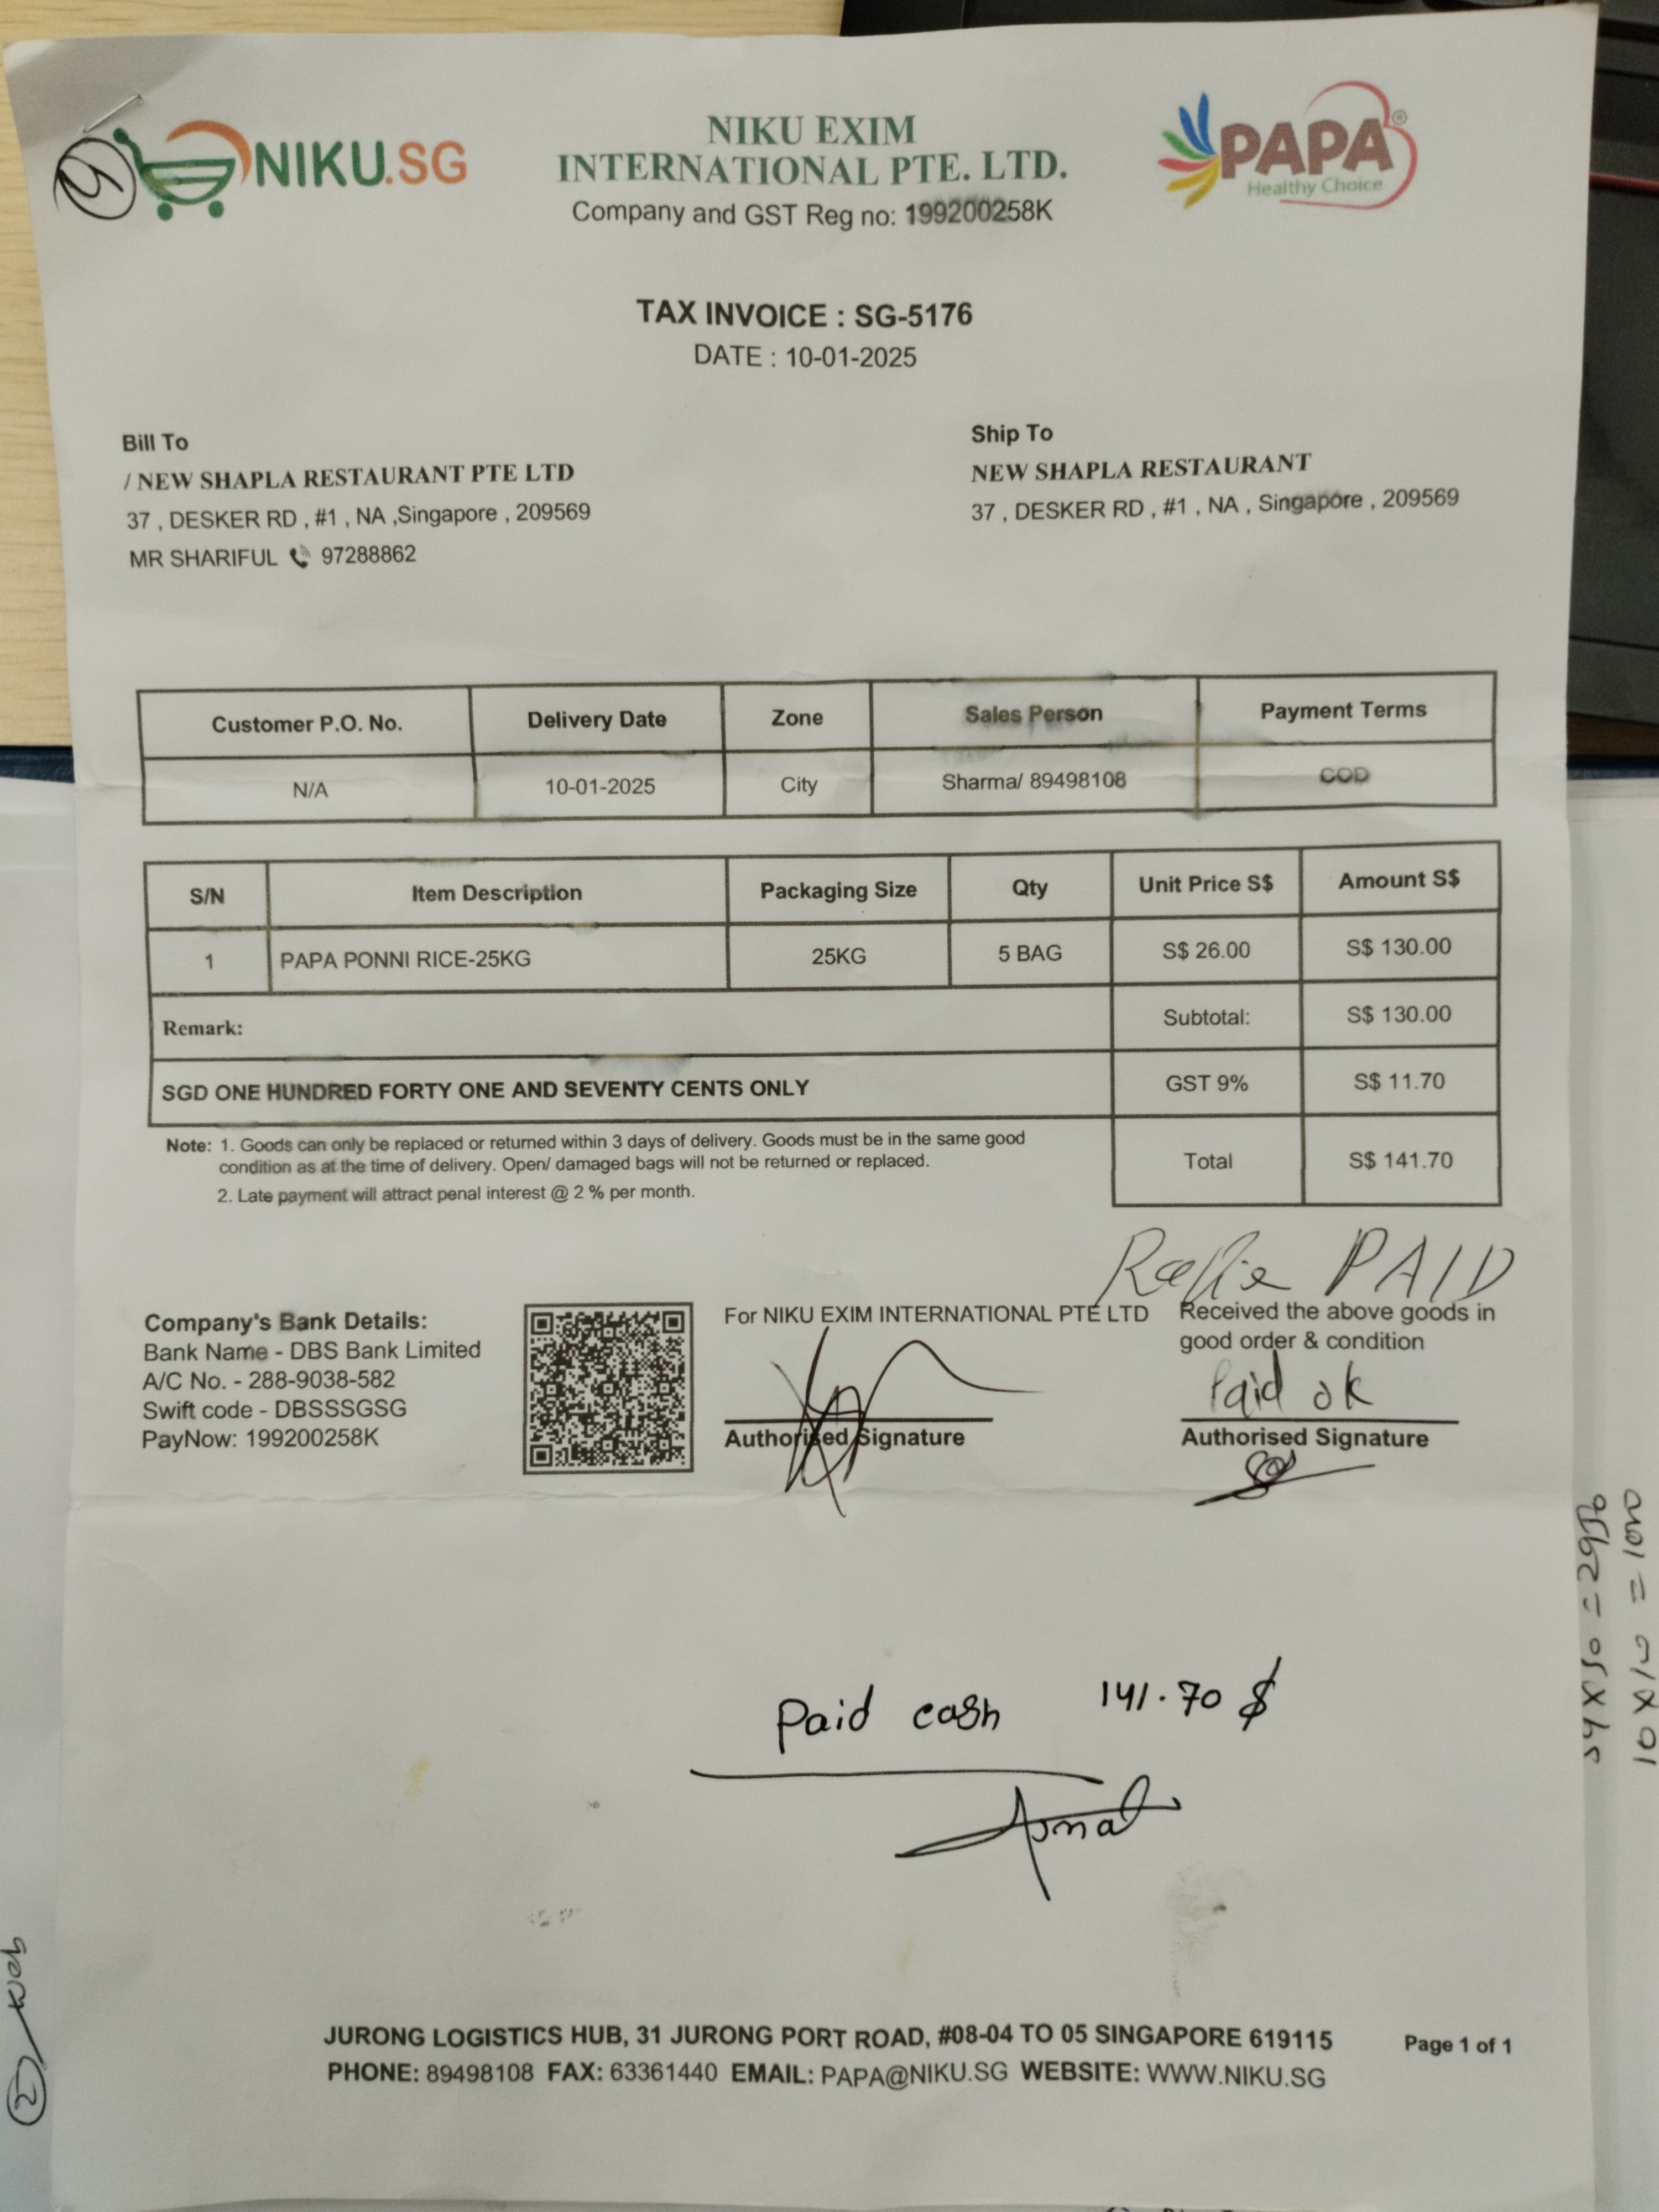 5
NIKU.SG
NIKU EXIM
INTERNATIONAL PTE. LTD.
Company and GST Reg no: 199200258K
PAPA®
Healthy Choice
TAX INVOICE : SG-5176
DATE : 10-01-2025
Bill To
/ NEW SHAPLA RESTAURANT PTE LTD
37 , DESKER RD , #1 , NA ,Singapore , 209569
MR SHARIFUL 97288862
Ship To
NEW SHAPLA RESTAURANT
37 , DESKER RD , #1 , NA , Singapore , 209569
Customer P.O. No. Delivery Date Zone Sales Person Payment Terms
N/A 10-01-2025 City Sharma/ 89498108 COD
S/N Item Description Packaging Size Qty Unit Price S$ Amount S$
1 PAPA PONNI RICE-25KG 25KG 5 BAG S$ 26.00 S$ 130.00
Remark: Subtotal: S$ 130.00
SGD ONE HUNDRED FORTY ONE AND SEVENTY CENTS ONLY GST 9% S$ 11.70
Total S$ 141.70
Note: 1. Goods can only be replaced or returned within 3 days of delivery. Goods must be in the same good
condition as at the time of delivery. Open/ damaged bags will not be returned or replaced.
2. Late payment will attract penal interest @ 2 % per month.
PAID
Company's Bank Details:
Bank Name - DBS Bank Limited
A/C No. - 288-9038-582
Swift code - DBSSSGSG
PayNow: 199200258K
For NIKU EXIM INTERNATIONAL PTE LTD
Authorised Signature
Received the above goods in
good order & condition
Paid ok
Authorised Signature
Paid cash 141.70 $
JURONG LOGISTICS HUB, 31 JURONG PORT ROAD, #08-04 TO 05 SINGAPORE 619115
PHONE: 89498108 FAX: 63361440 EMAIL: PAPA@NIKU.SG WEBSITE: WWW.NIKU.SG
Page 1 of 1